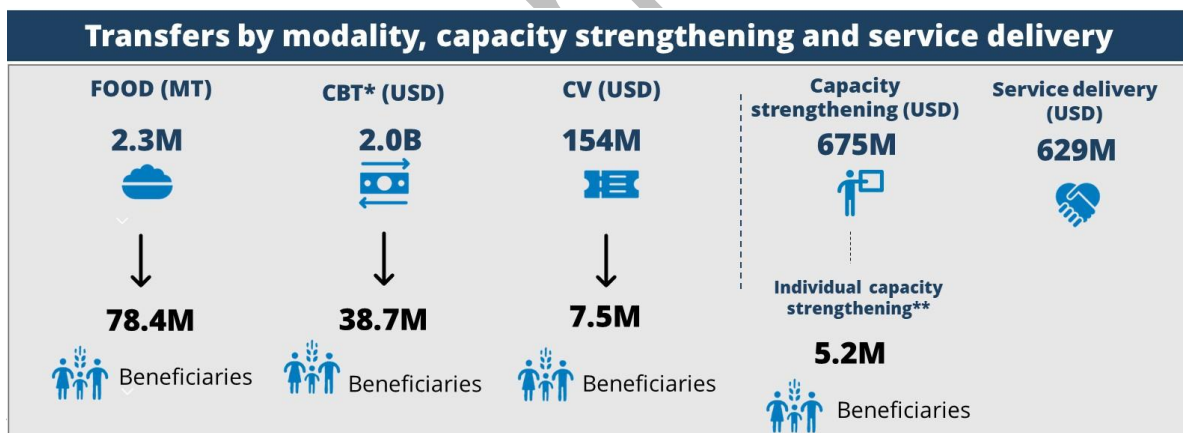 Transfers by modality, capacity strengthening and service delivery
FOOD (MT)
2.3M
78.4M
Beneficiaries
CBT* (USD)
2.0B
38.7M
Beneficiaries
CV (USD)
154M
7.5M
Beneficiaries
Capacity
strengthening (USD)
675M
Individual capacity
strengthening**
5.2M
Beneficiaries
Service delivery
(USD)
629M